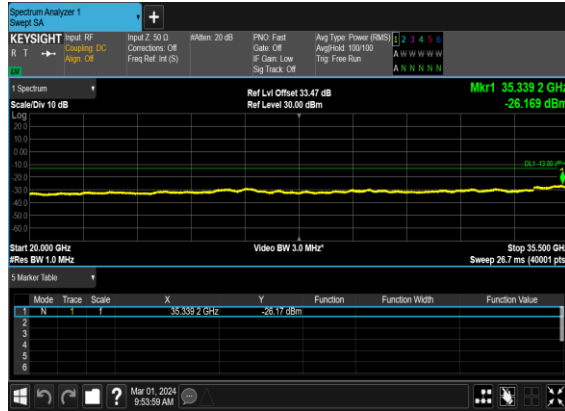 Spectrum Analyzer 1
Swept SA
+
KEYSIGHT Input: RF Input Z: 50 Ω #Atten: 20 dB PNO: Fast Avg Type: Power (RMS) 1 2 3 4 5 6
R T Coupling: DC Corrections: Off Gate: Off Avg|Hold: 100/100 A W W W W W
Align: Off Freq Ref: Int (S) IF Gain: Low Trig: Free Run
Sig Track: Off A N N N N N
LXI
1 Spectrum Ref Lvl Offset 33.47 dB Mkr1 35.339 2 GHz
Scale/Div 10 dB Ref Level 30.00 dBm -26.169 dBm
Log
20.0
10.0
0.00
-10.0 DL1 -13.00 dBm
-20.0
-30.0
-40.0
-50.0
-60.0
Start 20.000 GHz Video BW 3.0 MHz* Stop 35.500 GHz
#Res BW 1.0 MHz Sweep 26.7 ms (40001 pts)
5 Marker Table
Mode Trace Scale X Y Function Function Width Function Value
1 N 1 f 35.339 2 GHz -26.17 dBm
2
3
4
5
6
? Mar 01, 2024
9:53:59 AM